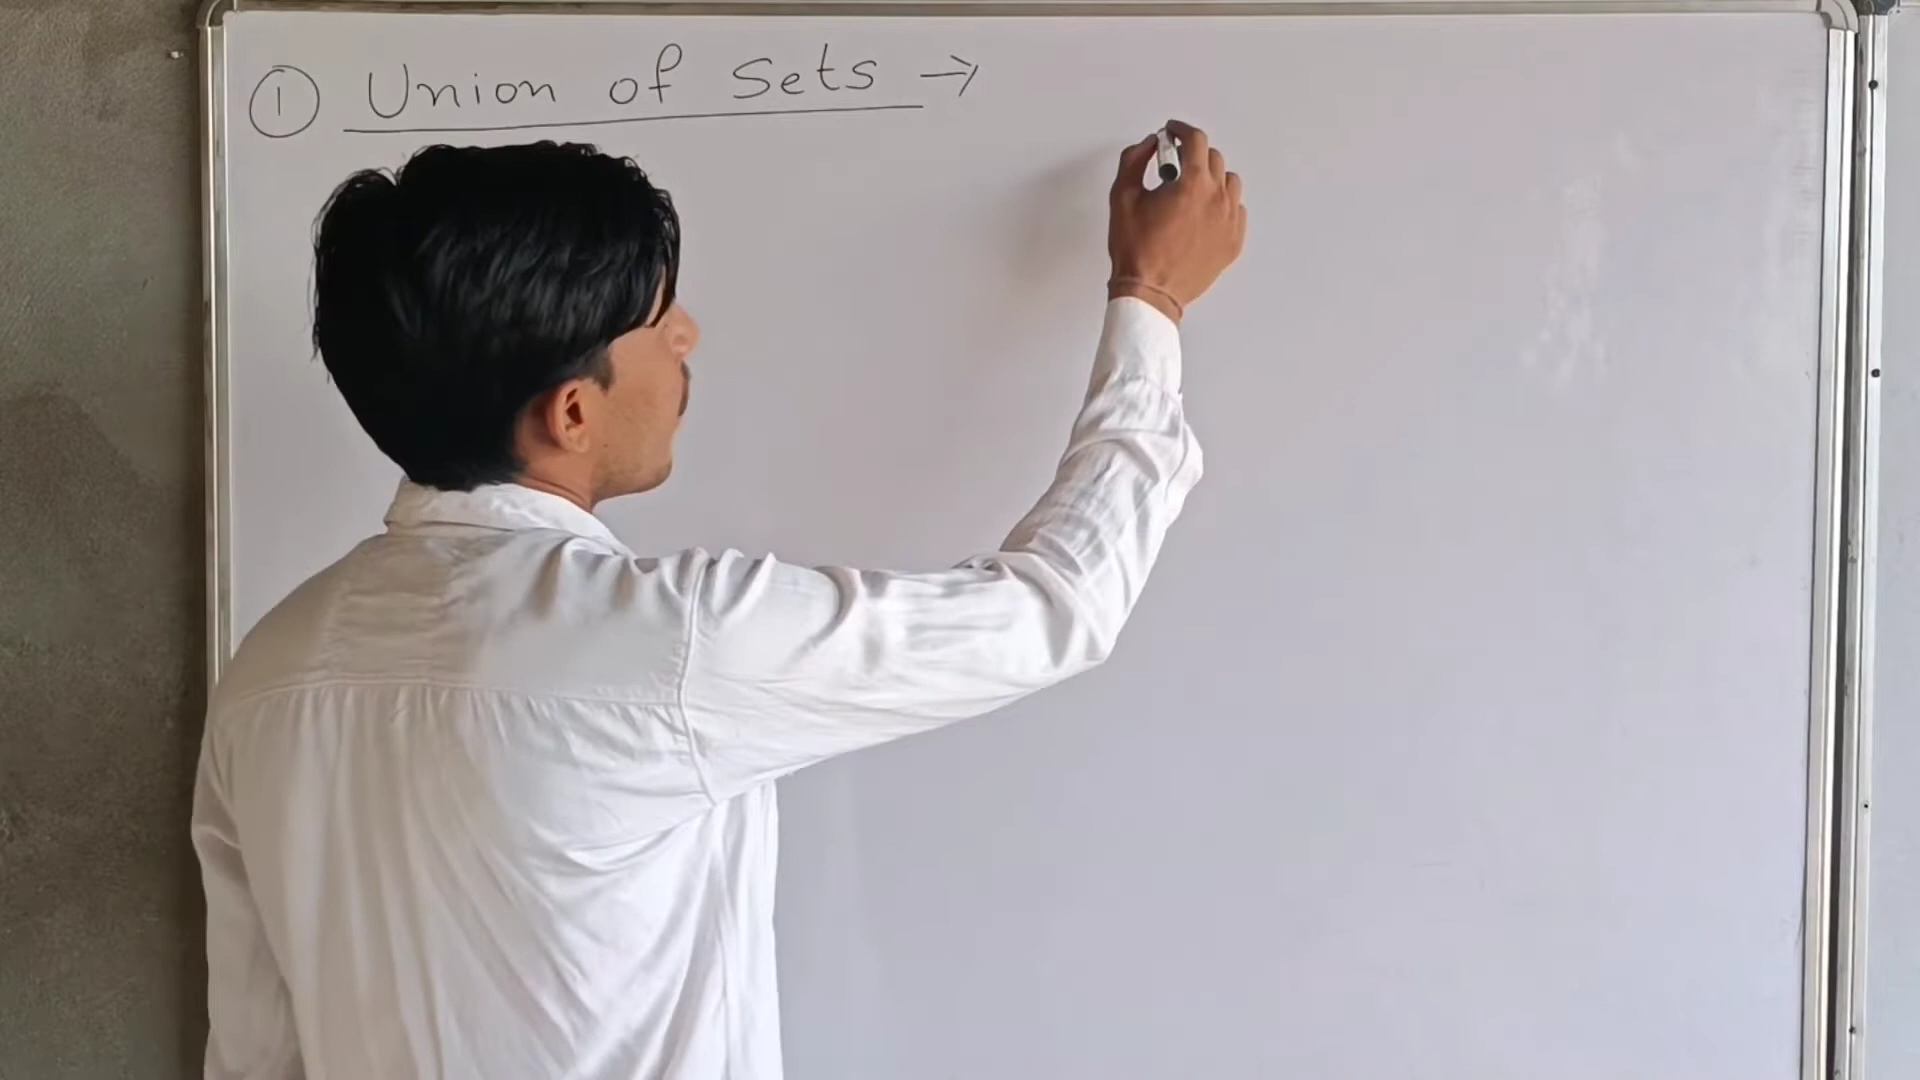 ① Union of Sets →